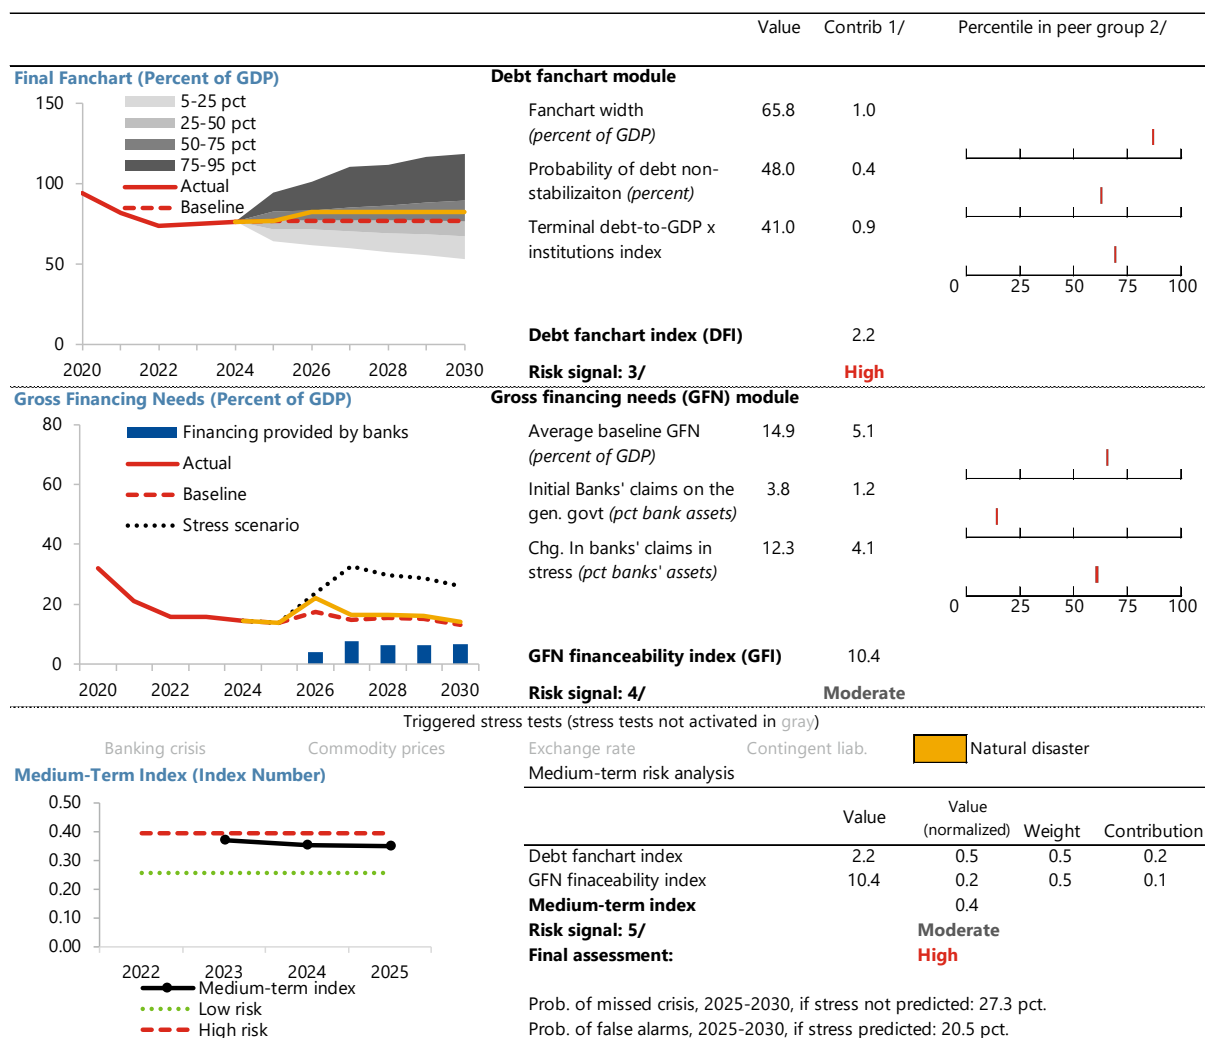 Value Contrib 1/ Percentile in peer group 2/
Final Fanchart (Percent of GDP)
150
100
50
0
5-25 pct
25-50 pct
50-75 pct
75-95 pct
Actual
Baseline
2020 2022 2024 2026 2028 2030
Debt fanchart module
Fanchart width 65.8 1.0
(percent of GDP)
Probability of debt non- 48.0 0.4
stabilizaiton (percent)
Terminal debt-to-GDP x 41.0 0.9
institutions index
0 25 50 75 100
Debt fanchart index (DFI) 2.2
Risk signal: 3/ High
Gross Financing Needs (Percent of GDP)
80
60
40
20
0
Financing provided by banks
Actual
Baseline
Stress scenario
2020 2022 2024 2026 2028 2030
Gross financing needs (GFN) module
Average baseline GFN 14.9 5.1
(percent of GDP)
Initial Banks' claims on the 3.8 1.2
gen. govt (pct bank assets)
Chg. In banks' claims in 12.3 4.1
stress (pct banks' assets)
0 25 50 75 100
GFN financeability index (GFI) 10.4
Risk signal: 4/ Moderate
Triggered stress tests (stress tests not activated in gray)
Banking crisis Commodity prices Exchange rate Contingent liab. Natural disaster
Medium-Term Index (Index Number)
0.50
0.40
0.30
0.20
0.10
0.00
2022 2023 2024 2025
Medium-term index
Low risk
High risk
Medium-term risk analysis
Value Value (normalized) Weight Contribution
Debt fanchart index 2.2 0.5 0.5 0.2
GFN finaceability index 10.4 0.2 0.5 0.1
Medium-term index 0.4
Risk signal: 5/ Moderate
Final assessment: High
Prob. of missed crisis, 2025-2030, if stress not predicted: 27.3 pct.
Prob. of false alarms, 2025-2030, if stress predicted: 20.5 pct.